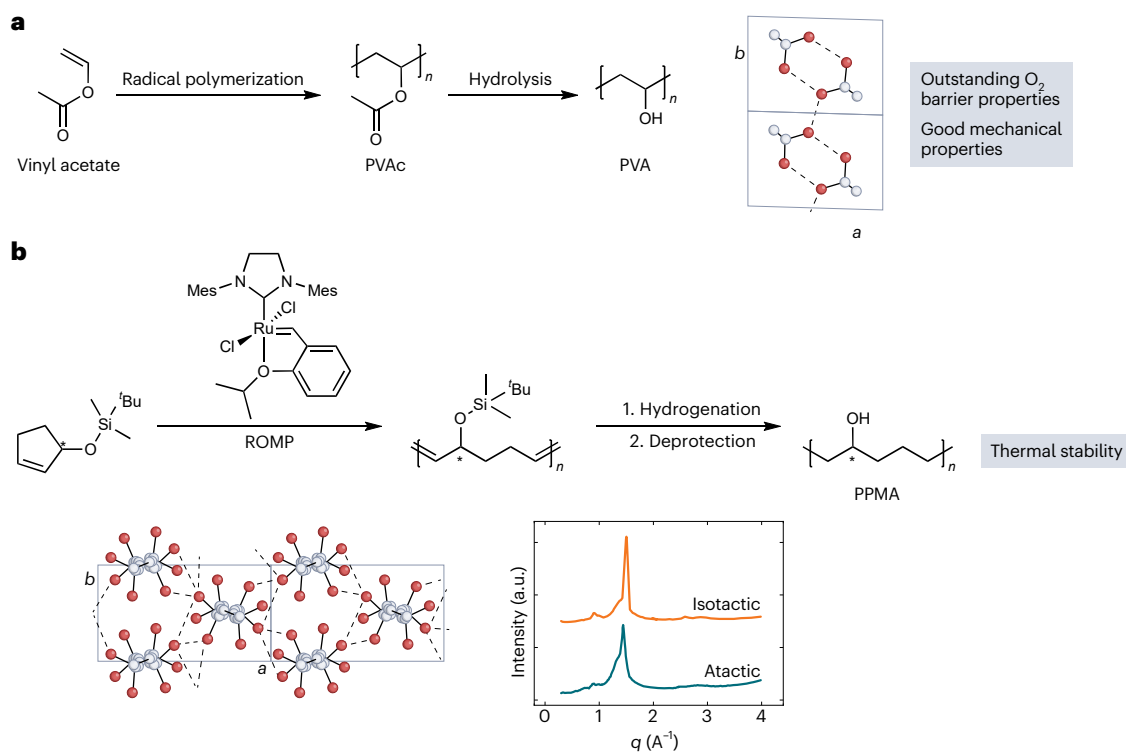 a
Radical polymerization
Hydrolysis
O
O
Vinyl acetate
n
O
O
PVAc
n
OH
PVA
b
a
Outstanding O₂
barrier properties
Good mechanical
properties
b
N
N
Mes
Mes
Cl
Ru
Cl
O
ROMP
ᵗBu
Si
O
*
ᵗBu
Si
O
*
n
1. Hydrogenation
2. Deprotection
OH
*
n
PPMA
Thermal stability
b
a
Intensity (a.u.)
Isotactic
Atactic
0 1 2 3 4
q (A⁻¹)